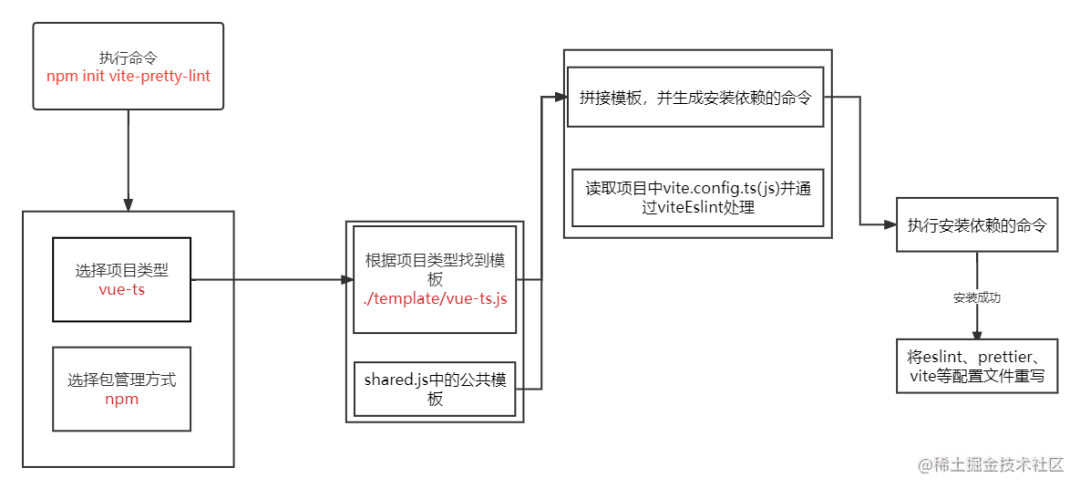 执行命令
npm init vite-pretty-lint
选择项目类型
vue-ts
选择包管理方式
npm
根据项目类型找到模
板
./template/vue-ts.js
shared.js中的公共模
板
拼接模板，并生成安装依赖的命令
读取项目中vite.config.ts(js)并通
过viteEslint处理
执行安装依赖的命令
安装成功
将eslint、prettier、
vite等配置文件重写
@稀土掘金技术社区